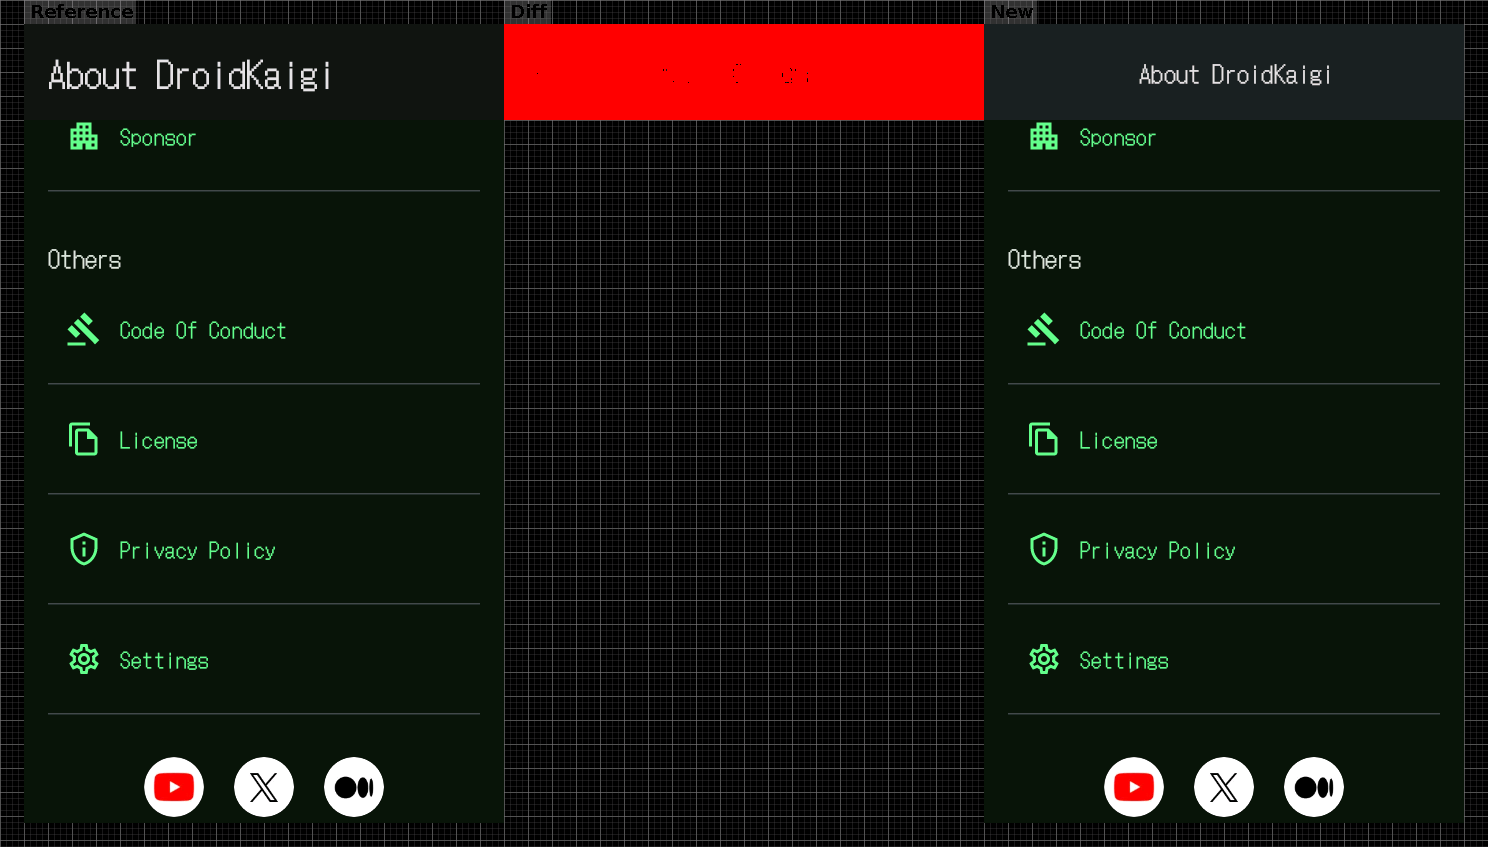 Reference
Diff
New
About DroidKaigi
About DroidKaigi
Sponsor
Others
Code Of Conduct
License
Privacy Policy
Settings
Sponsor
Others
Code Of Conduct
License
Privacy Policy
Settings